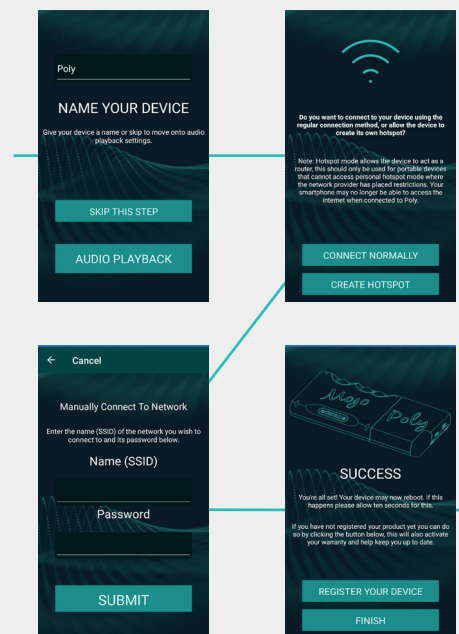 Poly
NAME YOUR DEVICE
Give your device a name or skip to move onto audio
playback settings.
SKIP THIS STEP
AUDIO PLAYBACK
Do you want to connect to your device using the
regular connection method, or allow the device to
create its own hotspot?
Note: Hotspot mode allows the device to act as a
router, this should only be used for portable devices
that cannot access personal hotspot mode where
the network provider has placed restrictions. Your
smartphone may no longer be able to access the
internet when connected to Poly.
CONNECT NORMALLY
CREATE HOTSPOT
Cancel
Manually Connect To Network
Enter the name (SSID) of the network you wish to
connect to and its password below.
Name (SSID)
Password
SUBMIT
Mojo Poly
SUCCESS
You're all set! Your device may now reboot. if this
happens please allow ten seconds for this.
If you have not registered your product yet you can do
so by clicking the button below, this will also activate
your warranty and help keep you up to date.
REGISTER YOUR DEVICE
FINISH